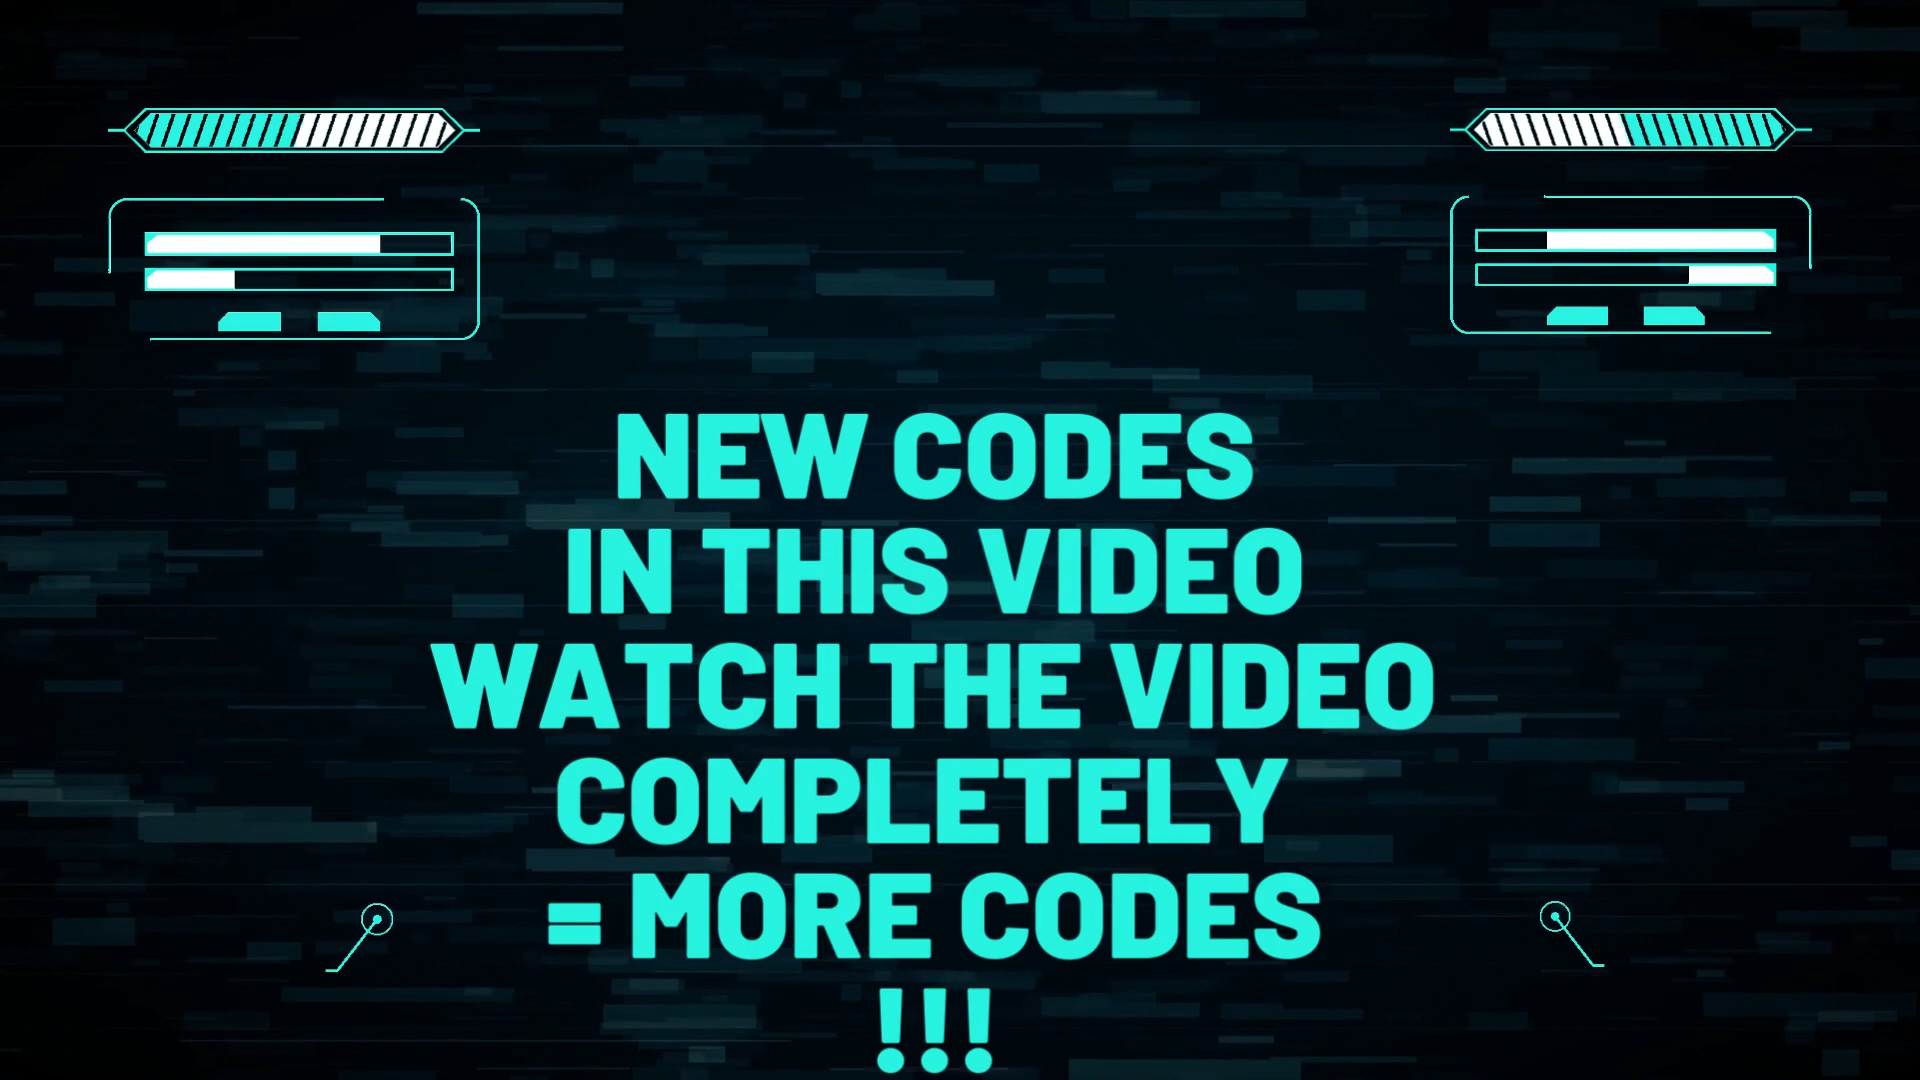 NEW CODES
IN THIS VIDEO
WATCH THE VIDEO
COMPLETELY
= MORE CODES
!!!